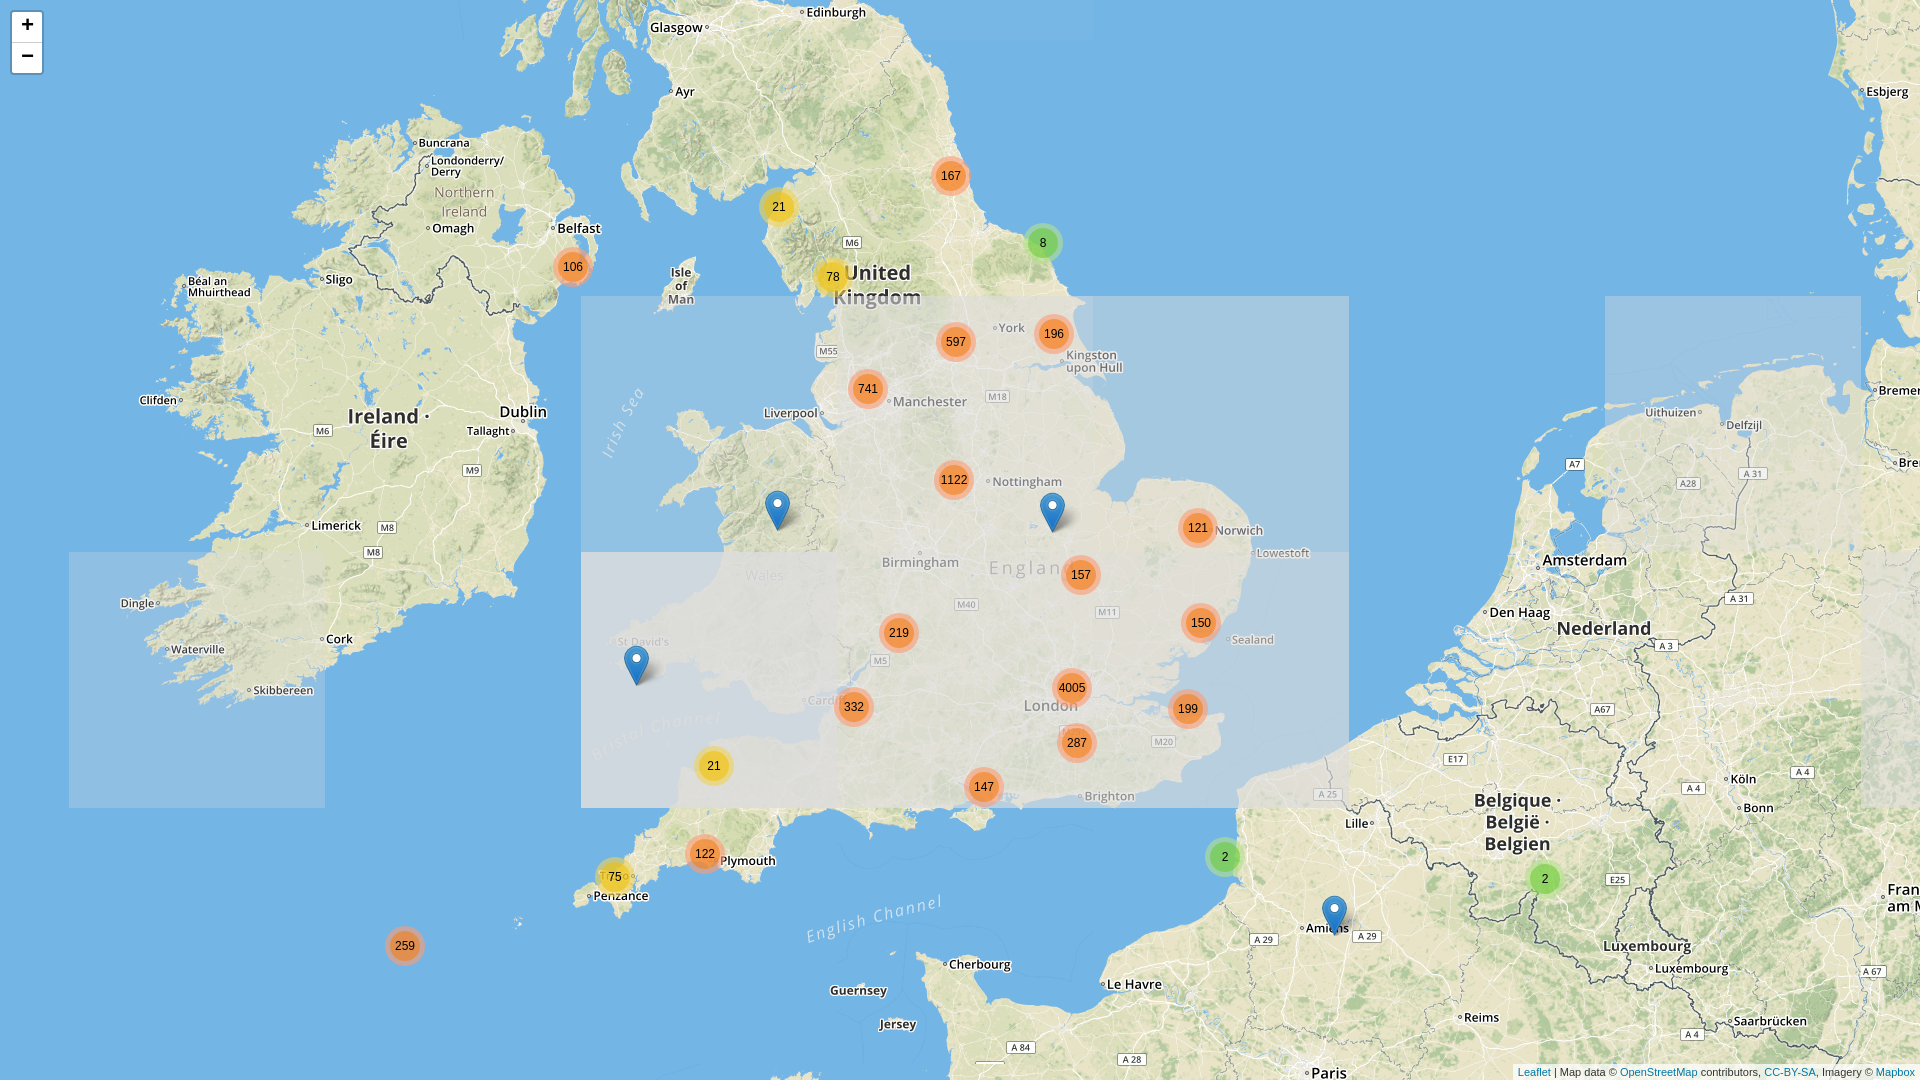 +
−
Edinburgh
Glasgow
Ayr
Esbjerg
Buncrana
Londonderry/
Derry
Northern
Ireland
Omagh
Belfast
Sligo
Béal an
Mhuirthead
167
21
8
106
M6
78
United
Kingdom
Isle
of
Man
York
597
196
M55
Kingston
upon Hull
741
Manchester
M18
Liverpool
Irish Sea
Clifden
Ireland ·
Éire
Dublin
Tallaght
M6
M9
Limerick
M8
M8
1122
Nottingham
121
Norwich
Lowestoft
Birmingham
Englan
157
Wales
M40
M11
150
Sealand
219
St David's
M5
Dingle
Cork
Waterville
Skibbereen
332
4005
London
199
287
M20
Bristol Channel
21
147
Brighton
122
Plymouth
75
Penzance
259
English Channel
Guernsey
Jersey
Cherbourg
Le Havre
A 84
A 28
A 29
Amiens
A 29
2
A 25
Lille
E17
Belgique ·
België ·
Belgien
2
E25
Luxembourg
Luxembourg
Reims
Paris
Saarbrücken
A 4
A 67
Fran
am M
Köln
Bonn
A 4
A 4
A67
A 3
A 31
Nederland
Den Haag
Amsterdam
A7
Uithuizen
Delfzijl
A28
A 31
Bremer
Bre
Leaflet | Map data © OpenStreetMap contributors, CC-BY-SA, Imagery © Mapbox